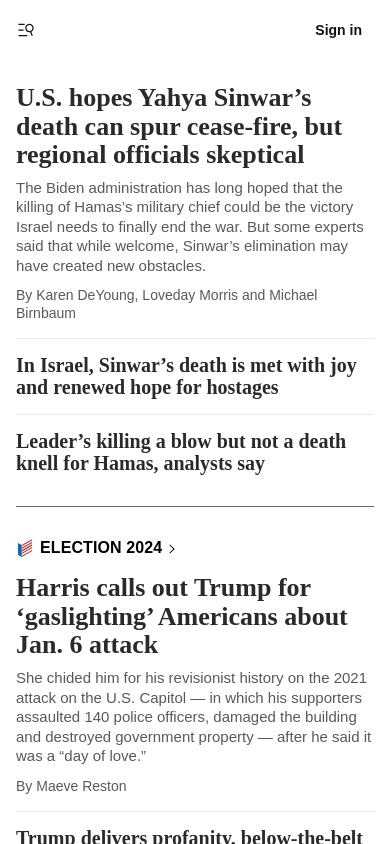 Sign in
U.S. hopes Yahya Sinwar’s
death can spur cease-fire, but
regional officials skeptical
The Biden administration has long hoped that the
killing of Hamas’s military chief could be the victory
Israel needs to finally end the war. But some experts
said that while welcome, Sinwar’s elimination may
have created new obstacles.
By Karen DeYoung, Loveday Morris and Michael
Birnbaum
In Israel, Sinwar’s death is met with joy
and renewed hope for hostages
Leader’s killing a blow but not a death
knell for Hamas, analysts say
ELECTION 2024
Harris calls out Trump for
‘gaslighting’ Americans about
Jan. 6 attack
She chided him for his revisionist history on the 2021
attack on the U.S. Capitol — in which his supporters
assaulted 140 police officers, damaged the building
and destroyed government property — after he said it
was a “day of love.”
By Maeve Reston
Trump delivers profanity, below-the-belt